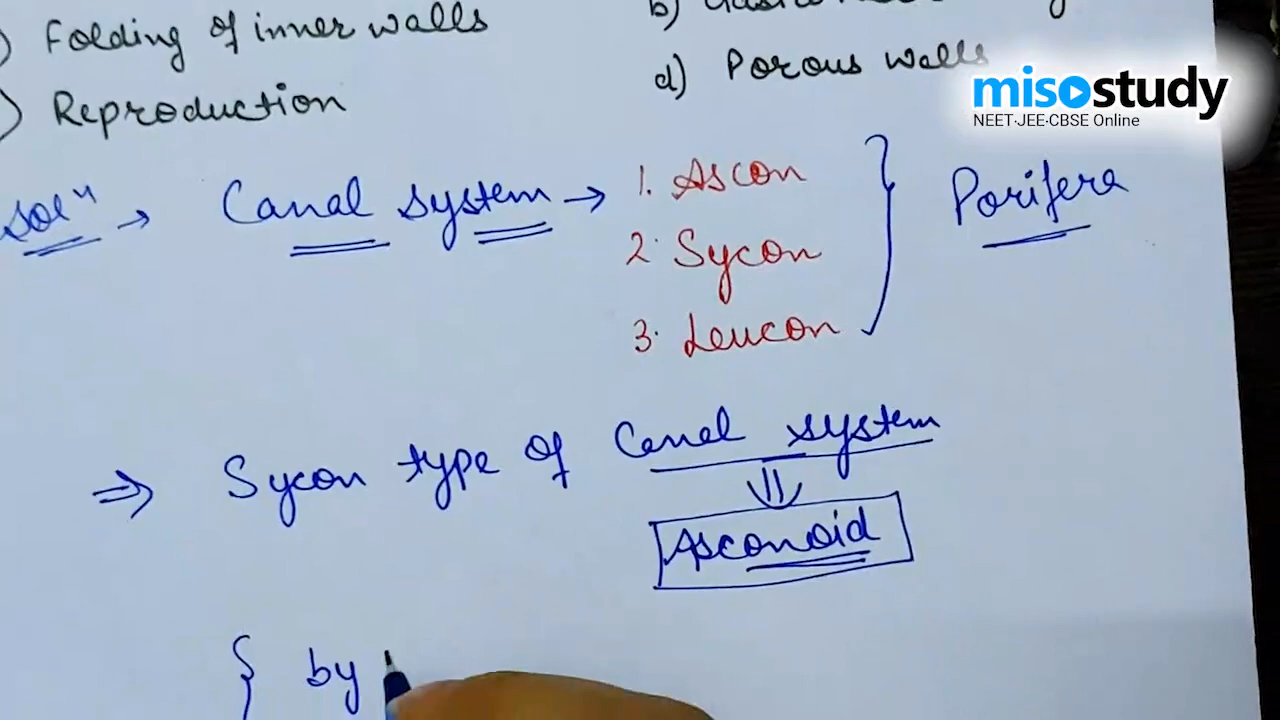 ) Folding of inner walls
b)
) Reproduction
d) Porous walls
misostudy
NEET·JEE·CBSE Online
Solⁿ → Canal system → 1. Ascon
2. Sycon
3. Leucon
} Porifera
⇒ Sycon type of Canal system
⇓
Asconoid
{ by